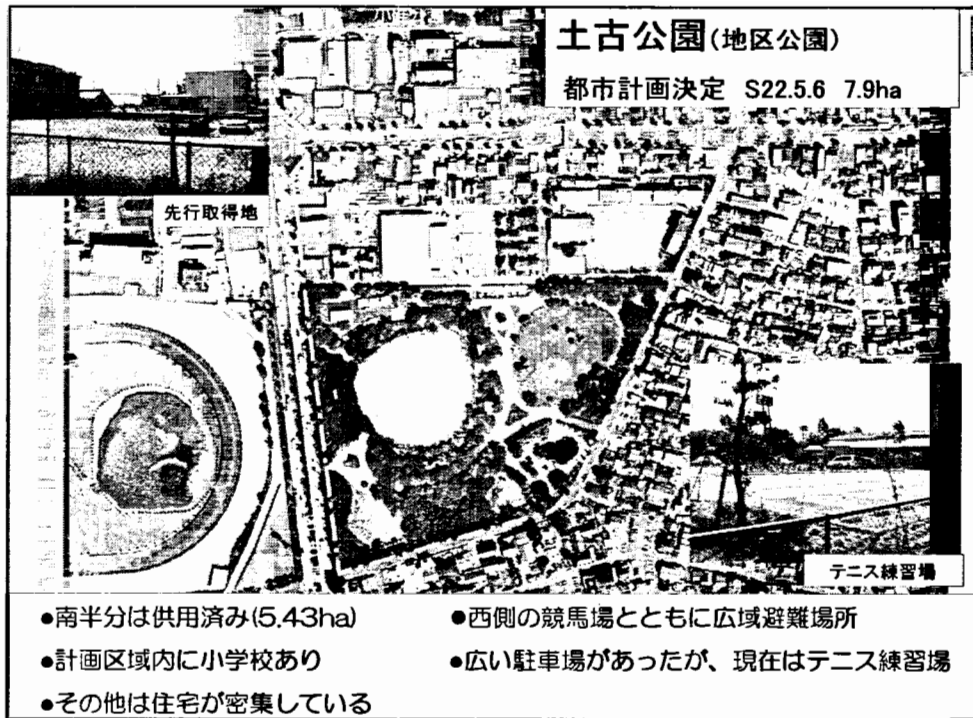 土古公園(地区公園)
都市計画決定 S22.5.6 7.9ha
先行取得地
テニス練習場
●南半分は供用済み(5.43ha)
●計画区域内に小学校あり
●その他は住宅が密集している
●西側の競馬場とともに広域避難場所
●広い駐車場があったが、現在はテニス練習場